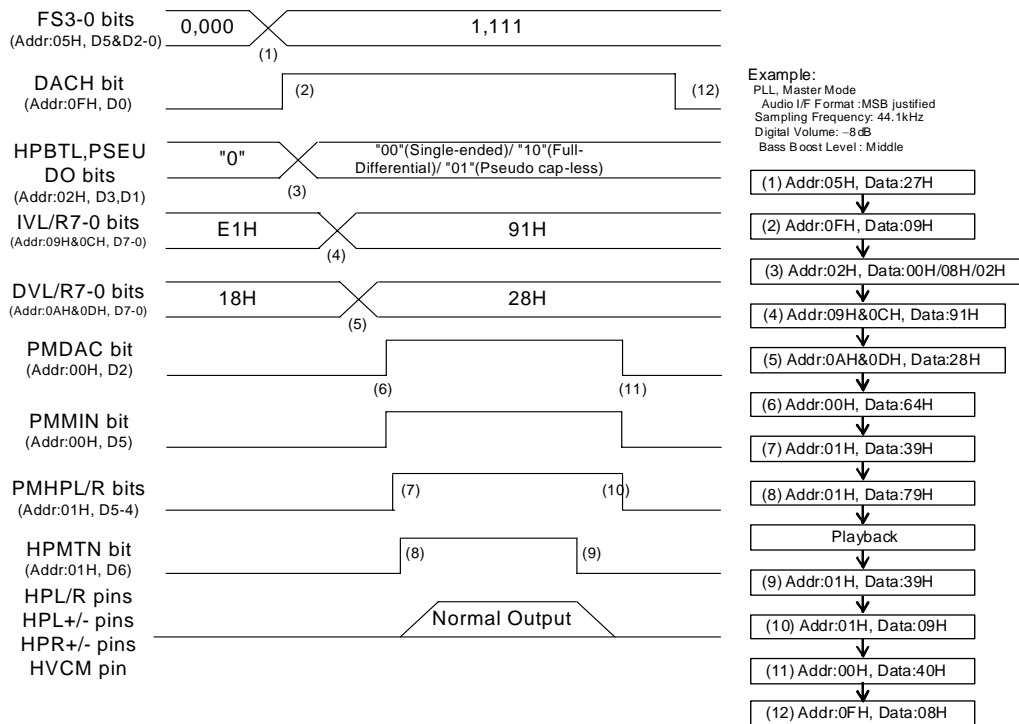 FS3-0 bits
(Addr:05H, D5&D2-0)
0,000
1,111
(1)
DACH bit
(Addr:0FH, D0)
(2)
(12)
HPBTL,PSEU
DO bits
(Addr:02H, D3,D1)
"0"
"00"(Single-ended)/ "10"(Full-
Differential)/ "01"(Pseudo cap-less)
(3)
IVL/R7-0 bits
(Addr:09H&0CH, D7-0)
E1H
91H
(4)
DVL/R7-0 bits
(Addr:0AH&0DH, D7-0)
18H
28H
(5)
PMDAC bit
(Addr:00H, D2)
(6)
(11)
PMMIN bit
(Addr:00H, D5)
PMHPL/R bits
(Addr:01H, D5-4)
(7)
(10)
HPMTN bit
(Addr:01H, D6)
(8)
(9)
HPL/R pins
HPL+/- pins
HPR+/- pins
HVCM pin
Normal Output
Example:
PLL, Master Mode
Audio I/F Format :MSB justified
Sampling Frequency: 44.1kHz
Digital Volume: −8dB
Bass Boost Level : Middle
(1) Addr:05H, Data:27H
(2) Addr:0FH, Data:09H
(3) Addr:02H, Data:00H/08H/02H
(4) Addr:09H&0CH, Data:91H
(5) Addr:0AH&0DH, Data:28H
(6) Addr:00H, Data:64H
(7) Addr:01H, Data:39H
(8) Addr:01H, Data:79H
Playback
(9) Addr:01H, Data:39H
(10) Addr:01H, Data:09H
(11) Addr:00H, Data:40H
(12) Addr:0FH, Data:08H